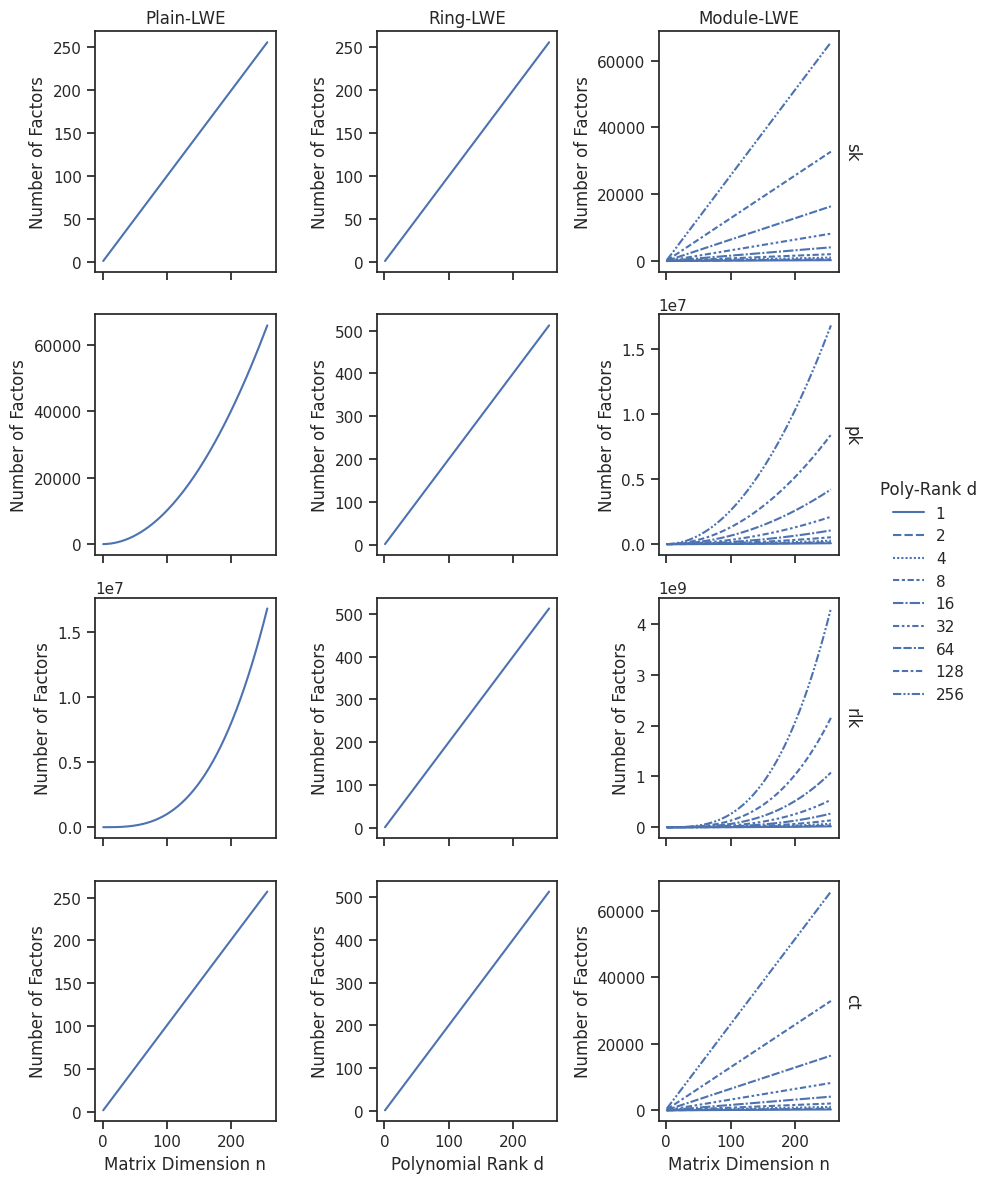 Plain-LWE
Ring-LWE
Module-LWE
250
200
150
100
50
0
Number of Factors
250
200
150
100
50
0
Number of Factors
60000
40000
20000
0
Number of Factors
sk
60000
40000
20000
0
Number of Factors
500
400
300
200
100
0
Number of Factors
1e7
1.5
1.0
0.5
0.0
Number of Factors
pk
1e7
1.5
1.0
0.5
0.0
Number of Factors
500
400
300
200
100
0
Number of Factors
1e9
4
3
2
1
0
Number of Factors
rlk
250
200
150
100
50
0
Number of Factors
0 100 200
Matrix Dimension n
500
400
300
200
100
0
Number of Factors
0 100 200
Polynomial Rank d
60000
40000
20000
0
Number of Factors
0 100 200
Matrix Dimension n
ct
Poly-Rank d
1
2
4
8
16
32
64
128
256